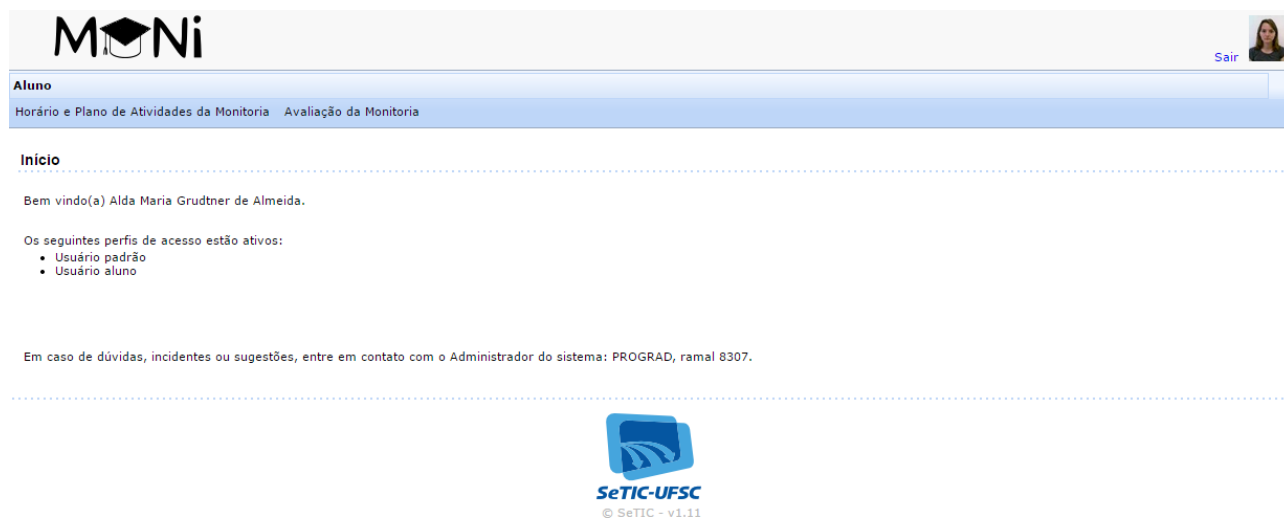 MONi
Sair
Aluno
Horário e Plano de Atividades da Monitoria Avaliação da Monitoria
Início
Bem vindo(a) Alda Maria Grudtner de Almeida.
Os seguintes perfis de acesso estão ativos:
• Usuário padrão
• Usuário aluno
Em caso de dúvidas, incidentes ou sugestões, entre em contato com o Administrador do sistema: PROGRAD, ramal 8307.
SeTIC-UFSC
© SeTIC - v1.11